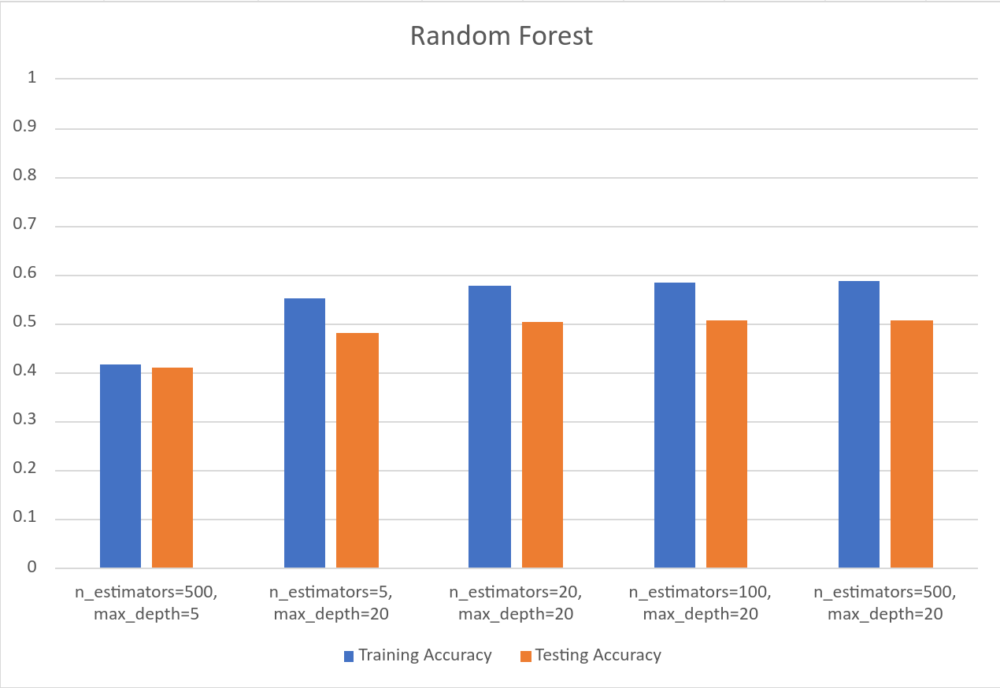 Random Forest
1
0.9
0.8
0.7
0.6
0.5
0.4
0.3
0.2
0.1
0
n_estimators=500,
max_depth=5
n_estimators=5,
max_depth=20
n_estimators=20,
max_depth=20
n_estimators=100,
max_depth=20
n_estimators=500,
max_depth=20
Training Accuracy
Testing Accuracy